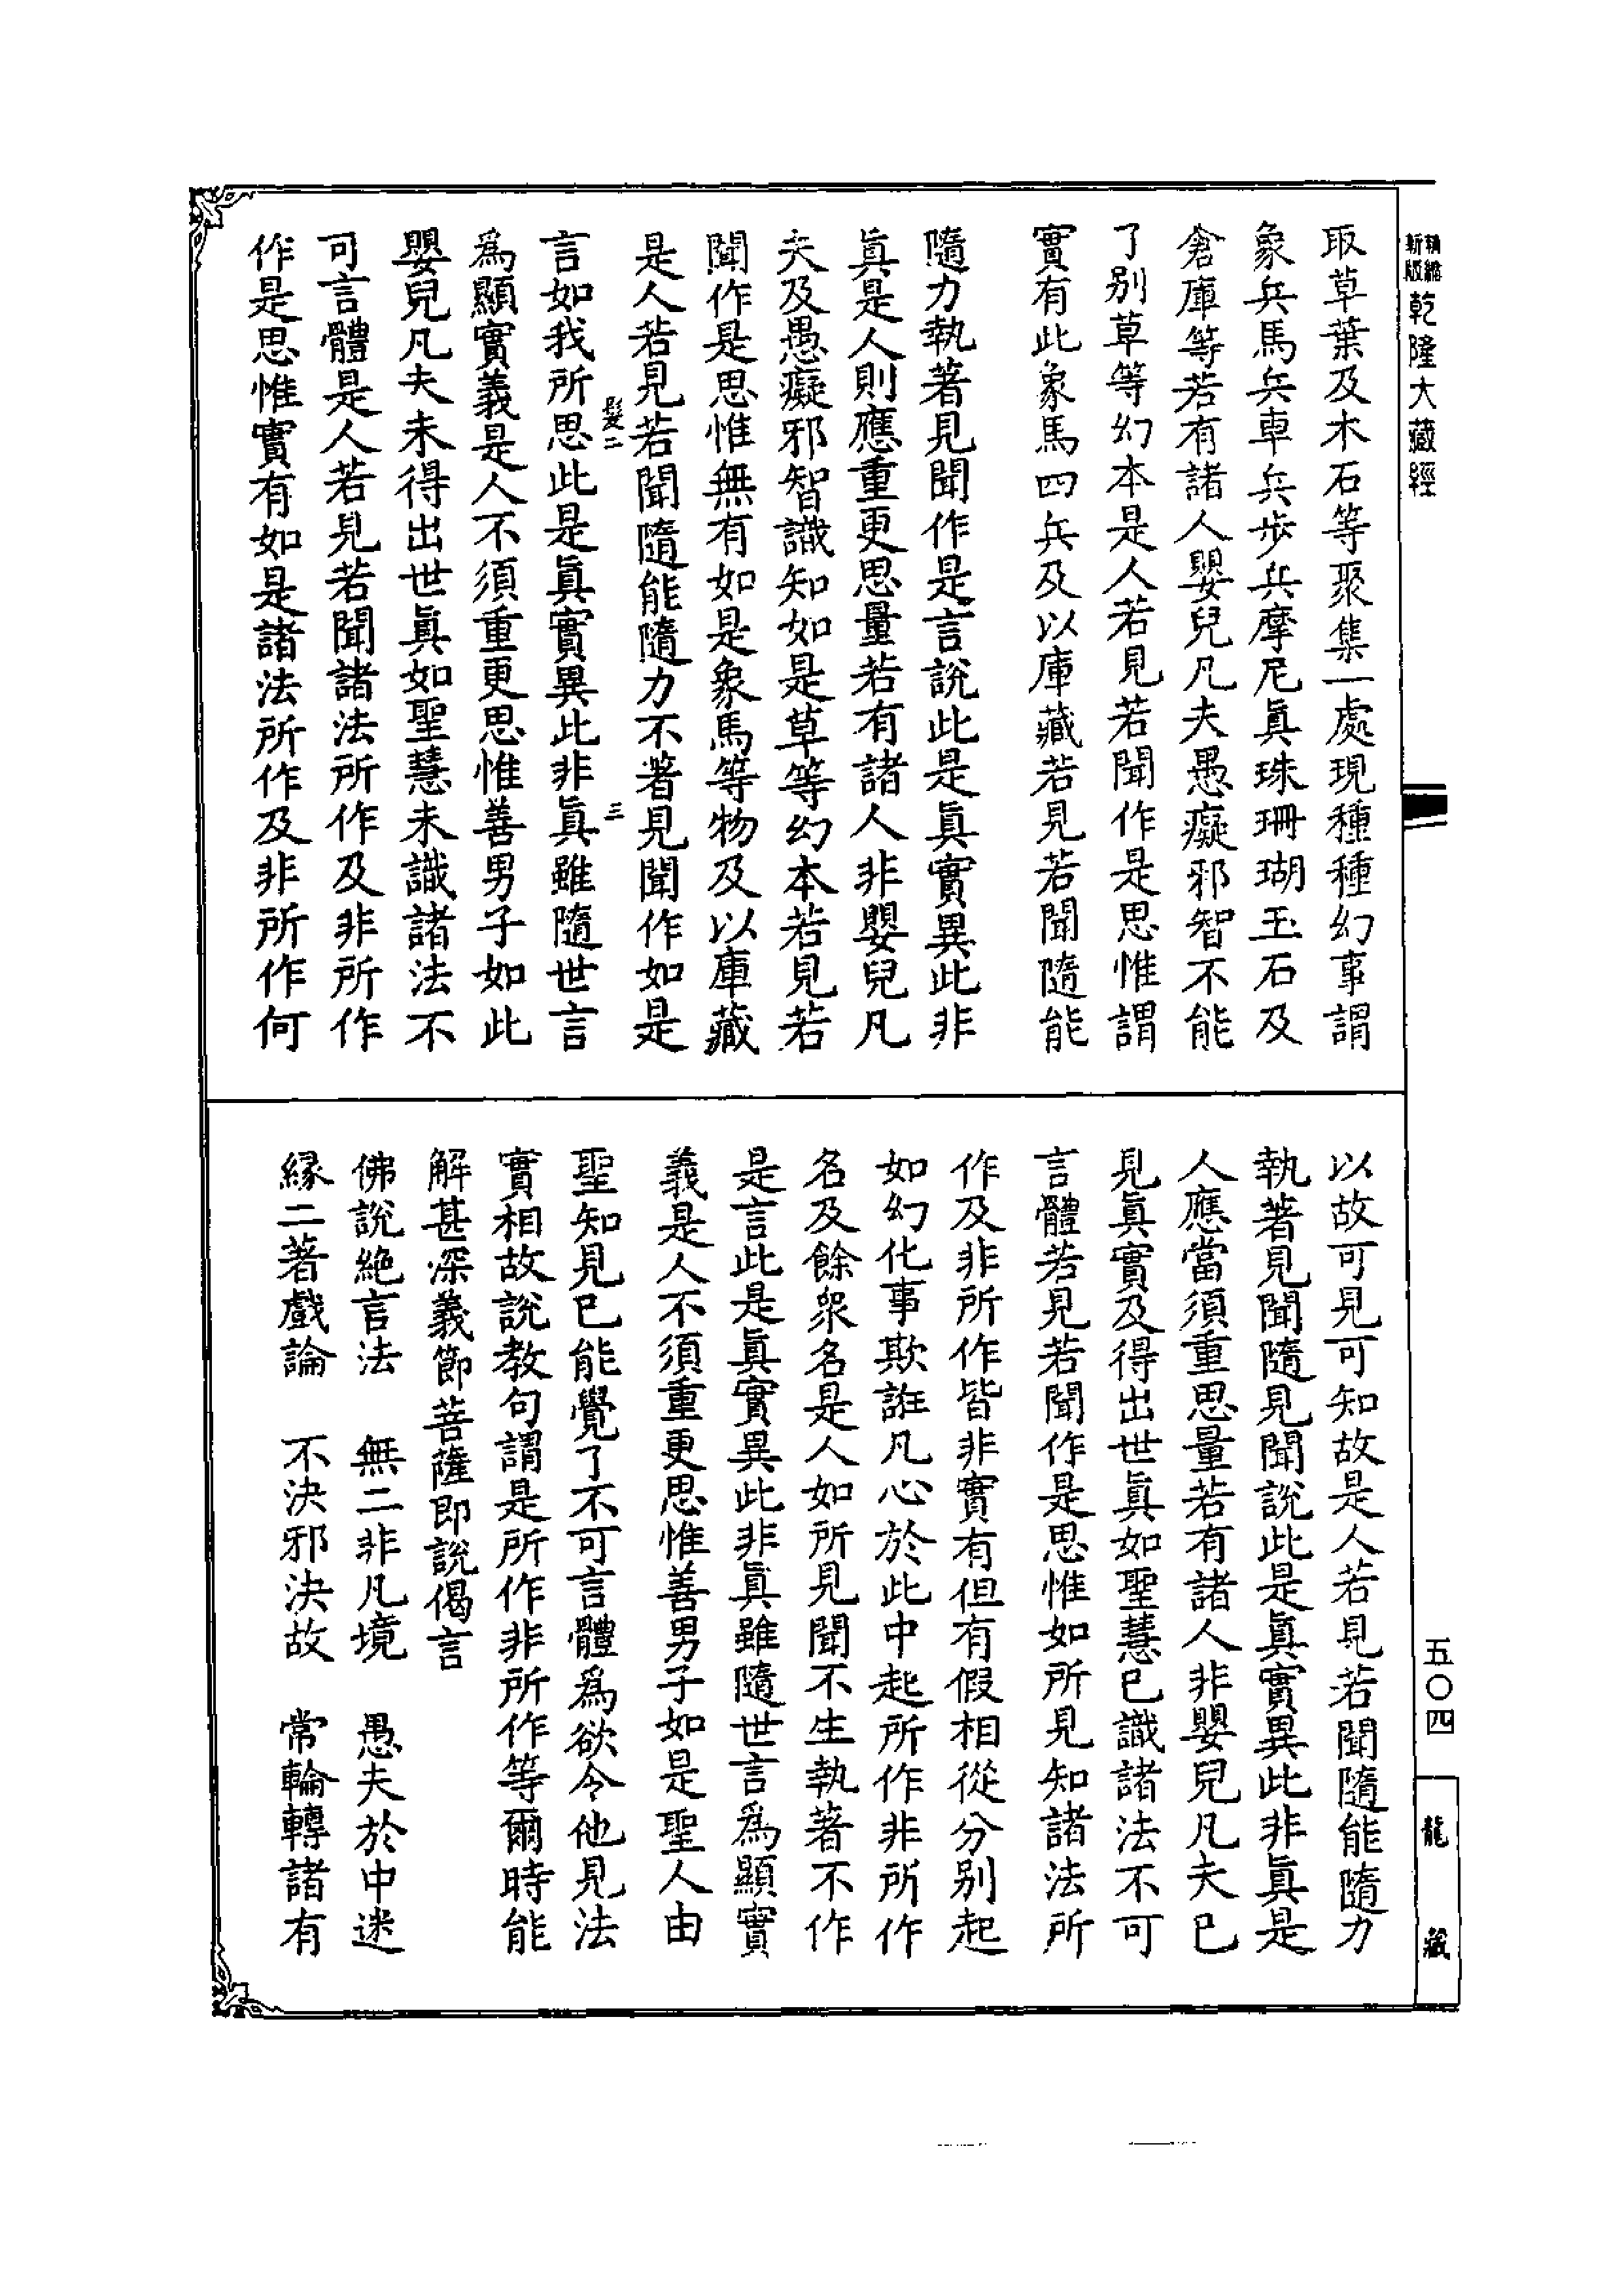 精縮新版
乾隆大藏經
取草葉及木石等聚集一處現種種幻事謂
象兵馬兵車兵步兵摩尼眞珠珊瑚玉石及
倉庫等若有諸人嬰兒凡夫愚癡邪智不能
了別草等幻本是人若見若聞作是思惟謂
實有此象馬四兵及以庫藏若見若聞隨能
隨力執著見聞作是言說此是眞實異此非
眞是人則應重更思量若有諸人非嬰兒凡
夫及愚癡邪智識知如是草等幻本若見若
聞作是思惟無有如是象馬等物及以庫藏
是人若見若聞隨能隨力不著見聞作如是
髮二 三
言如我所思此是眞實異此非眞雖隨世言
爲顯實義是人不須重更思惟善男子如此
嬰兒凡夫未得出世眞如聖慧未識諸法不
可言體是人若見若聞諸法所作及非所作
作是思惟實有如是諸法所作及非所作何
以故可見可知故是人若見若聞隨能隨力
執著見聞隨見聞說此是眞實異此非眞是
人應當須重思量若有諸人非嬰兒凡夫已
見眞實及得出世眞如聖慧已識諸法不可
言體若見若聞作是思惟如所見知諸法所
作及非所作皆非實有但有假相從分別起
如幻化事欺誑凡心於此中起所作非所作
名及餘衆名是人如所見聞不生執著不作
是言此是眞實異此非眞雖隨世言爲顯實
義是人不須重更思惟善男子如是聖人由
聖知見已能覺了不可言體爲欲令他見法
實相故說教句謂是所作非所作等爾時能
解甚深義節菩薩即說偈言
佛說絶言法 無二非凡境 愚夫於中迷
縁二著戲論 不決邪決故 常輪轉諸有
五〇四
龍藏